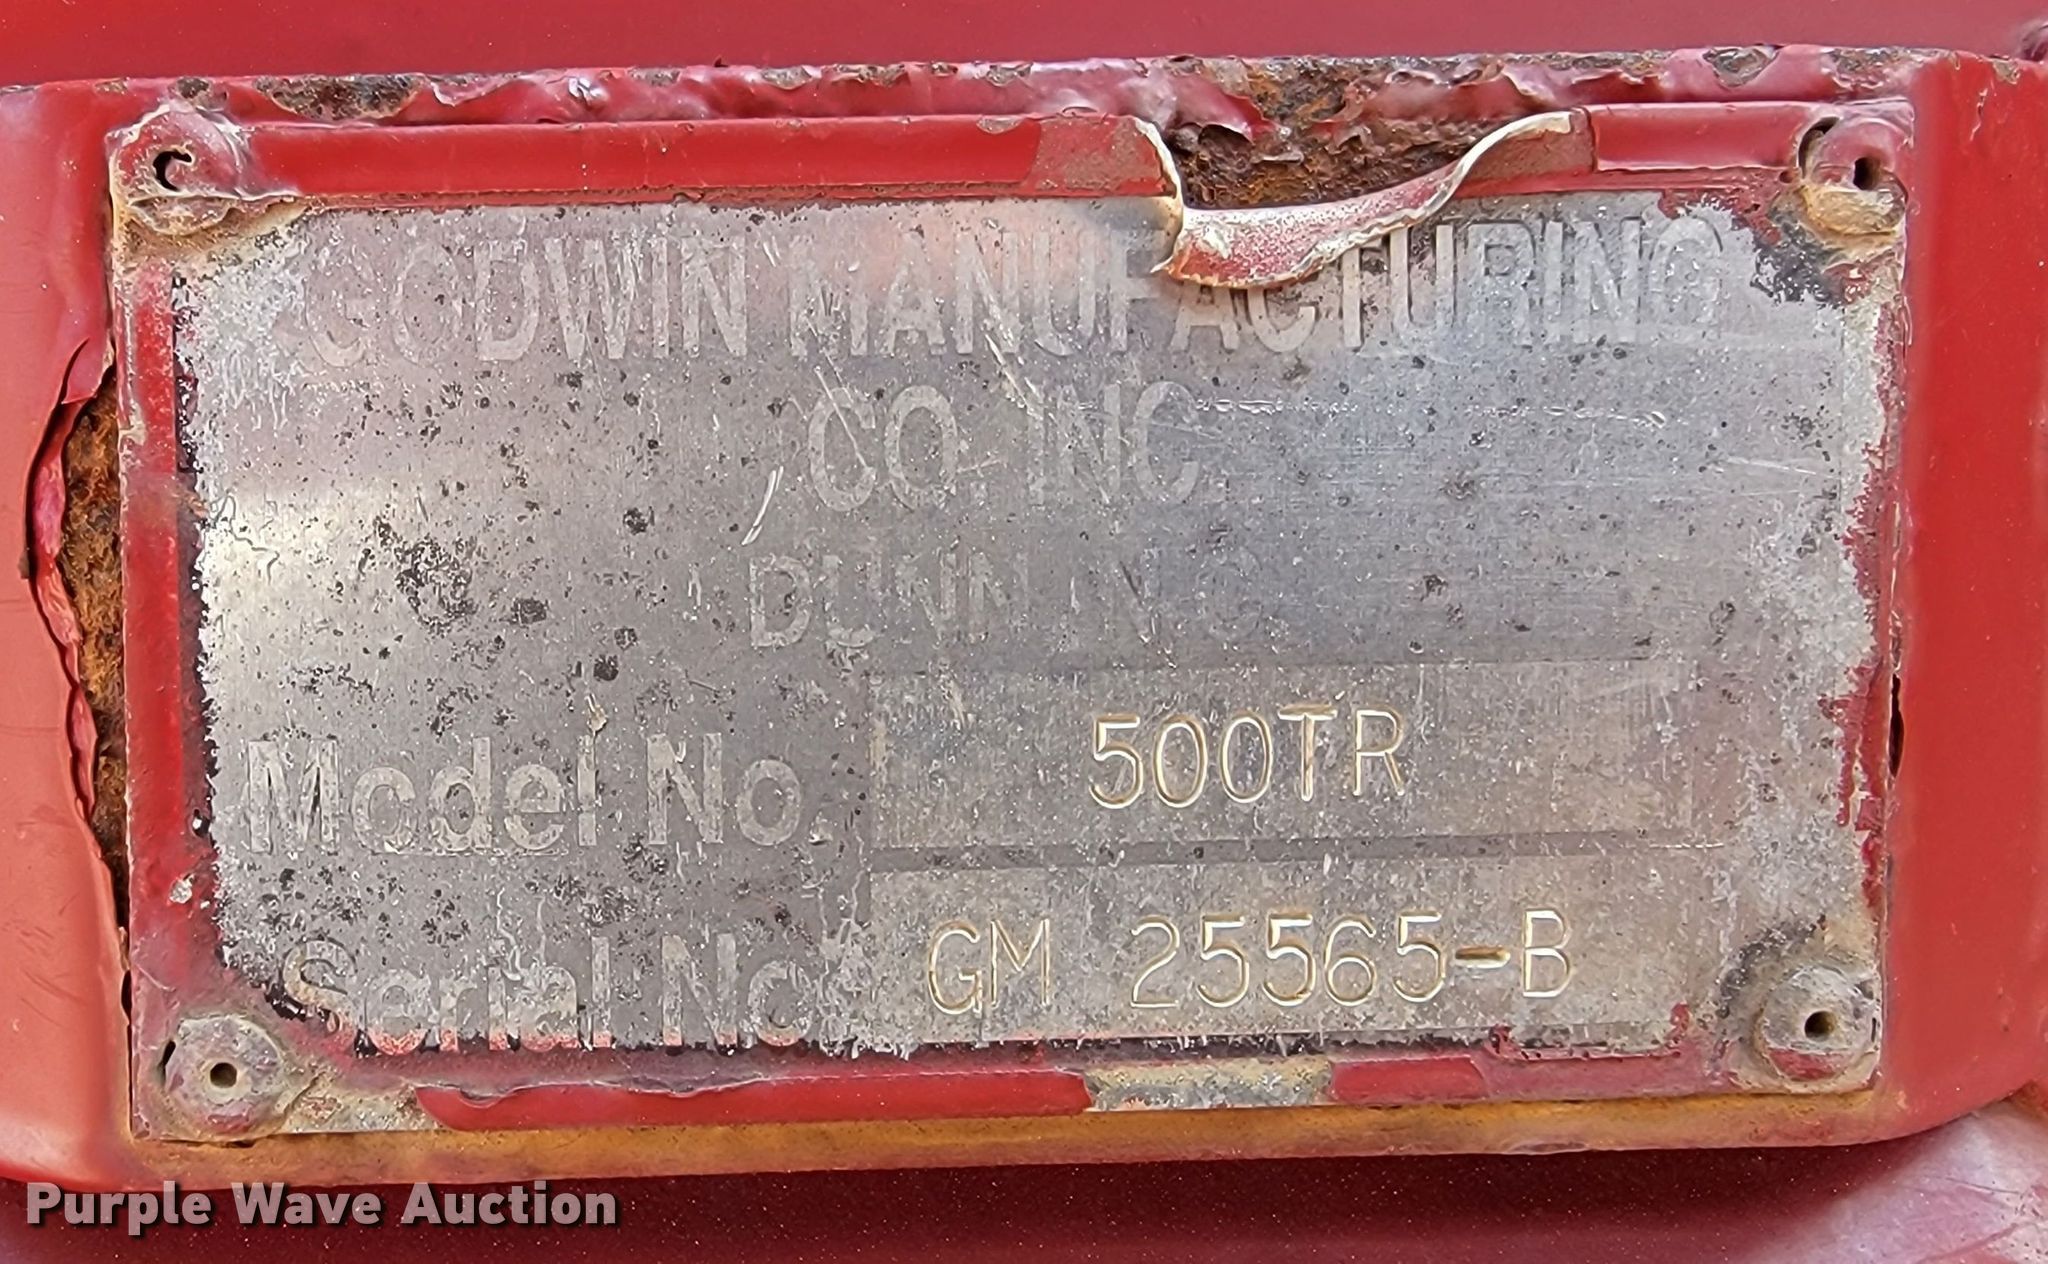 GODWIN MANUFACTURING
CO. INC.
DUNN, N.C.
Model No. 500TR
Serial No. GM 25565-B
Purple Wave Auction